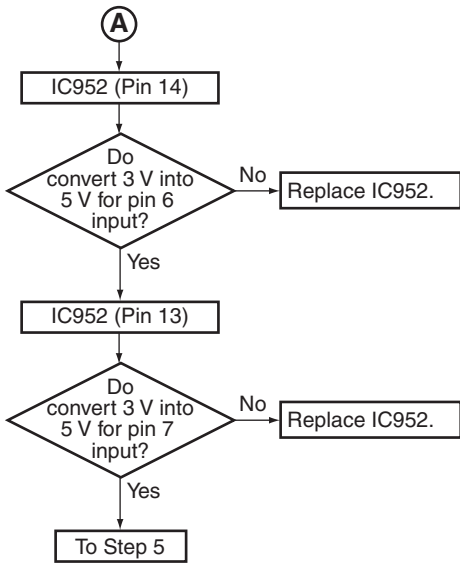 A
IC952 (Pin 14)
Do
convert 3 V into
5 V for pin 6
input?
No
Replace IC952.
Yes
IC952 (Pin 13)
Do
convert 3 V into
5 V for pin 7
input?
No
Replace IC952.
Yes
To Step 5